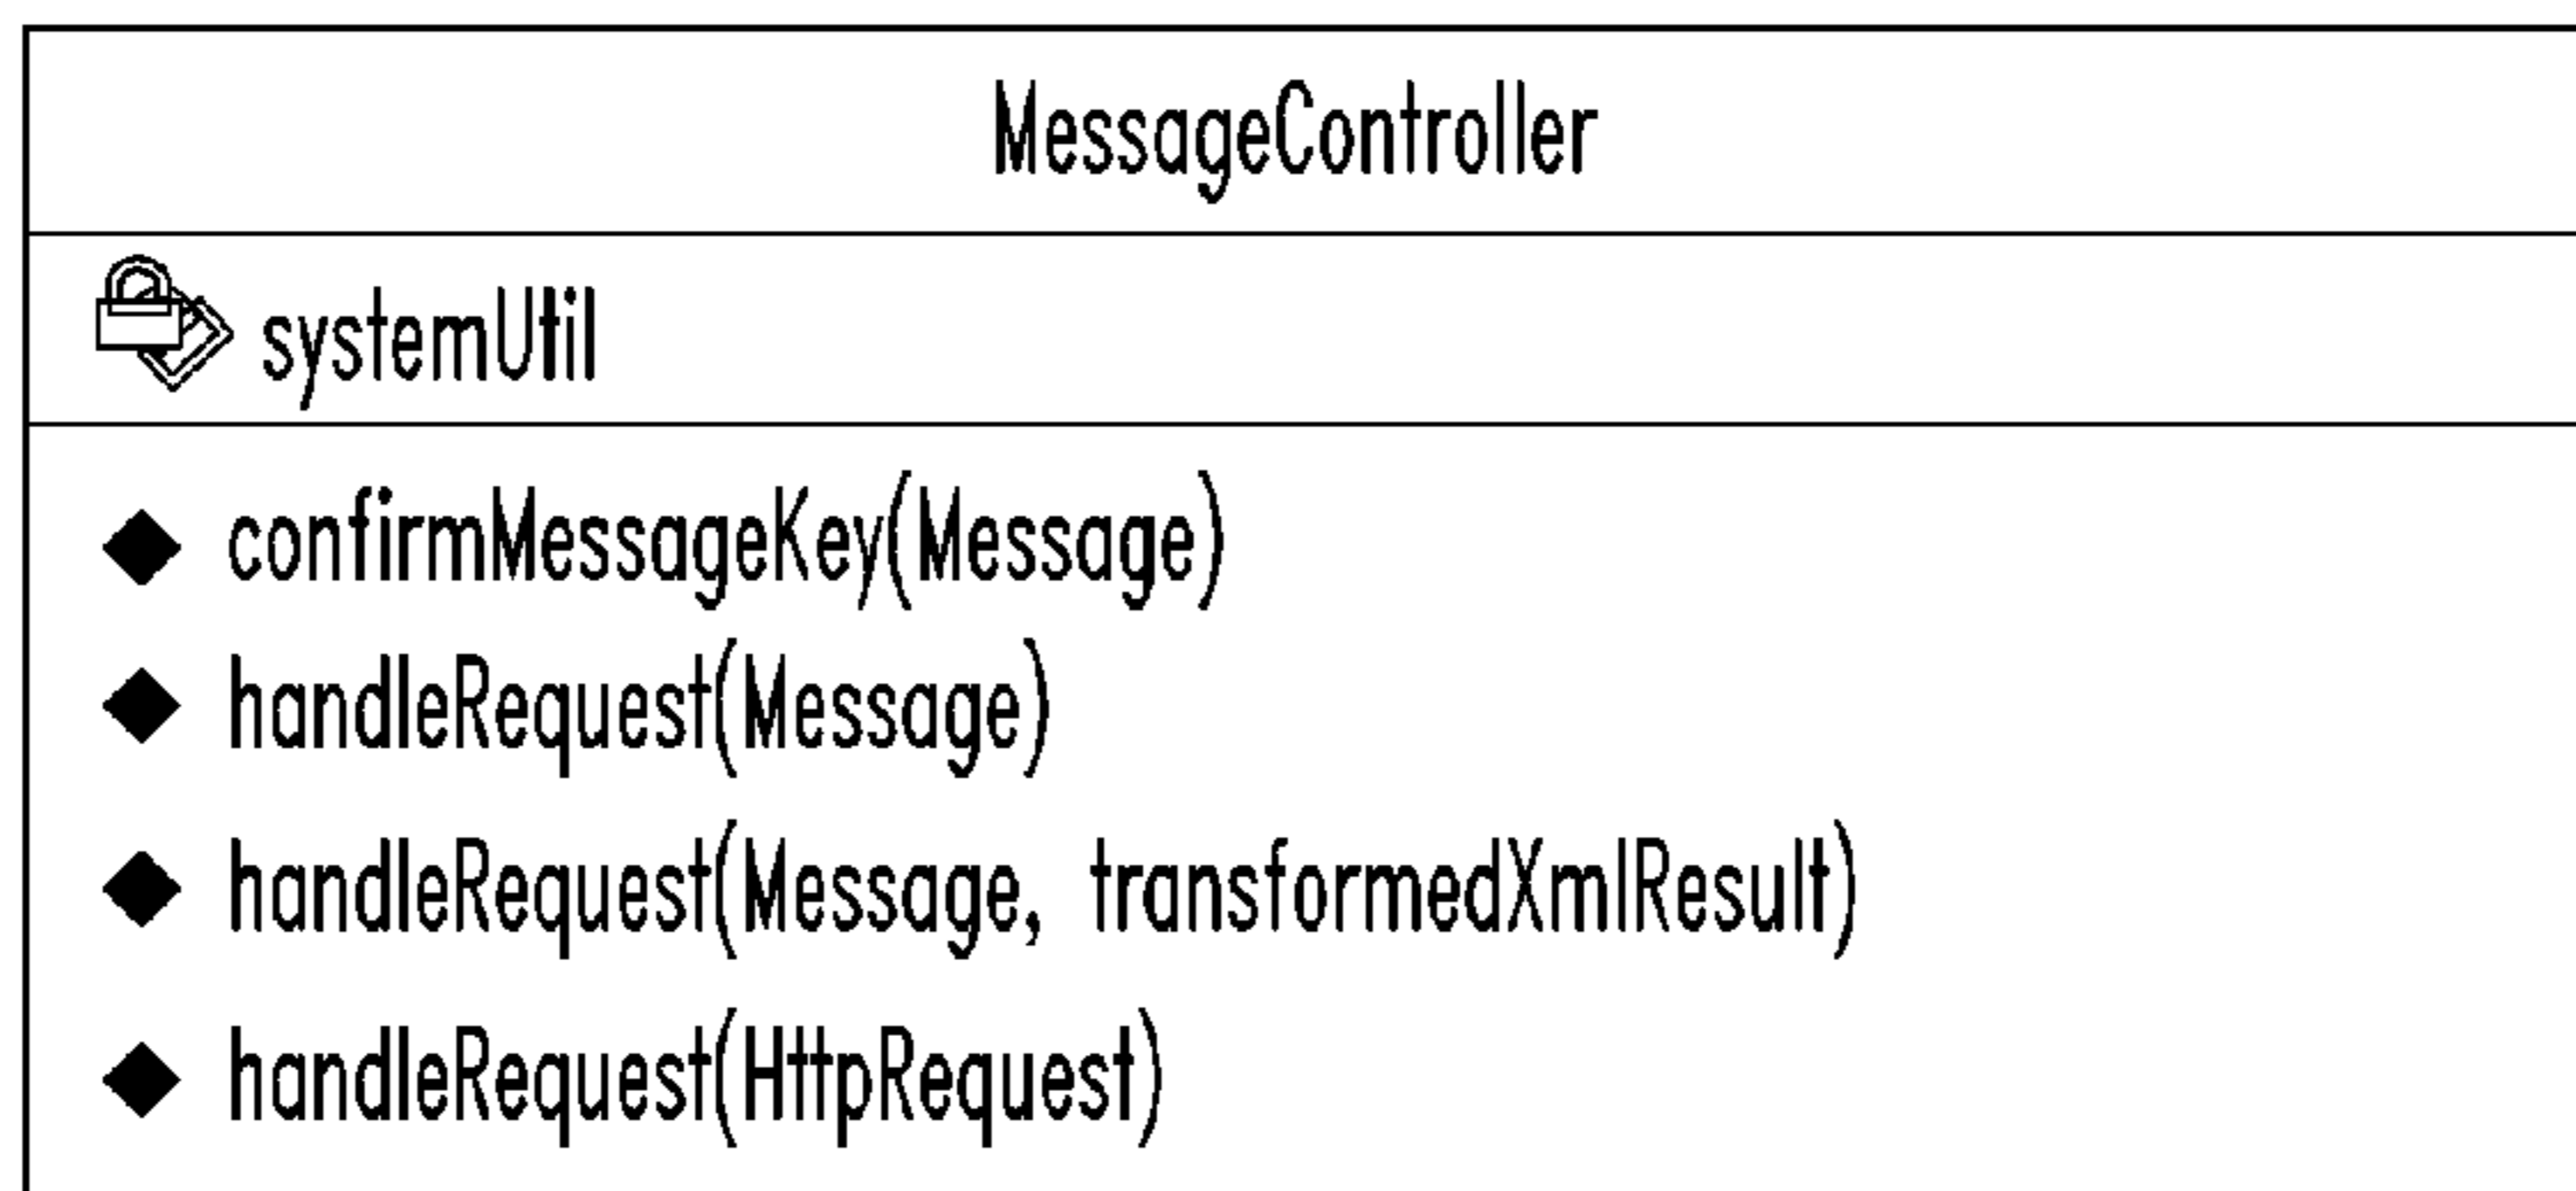 MessageController
systemUtil
confirmMessageKey(Message)
handleRequest(Message)
handleRequest(Message, transformedXmlResult)
handleRequest(HttpRequest)